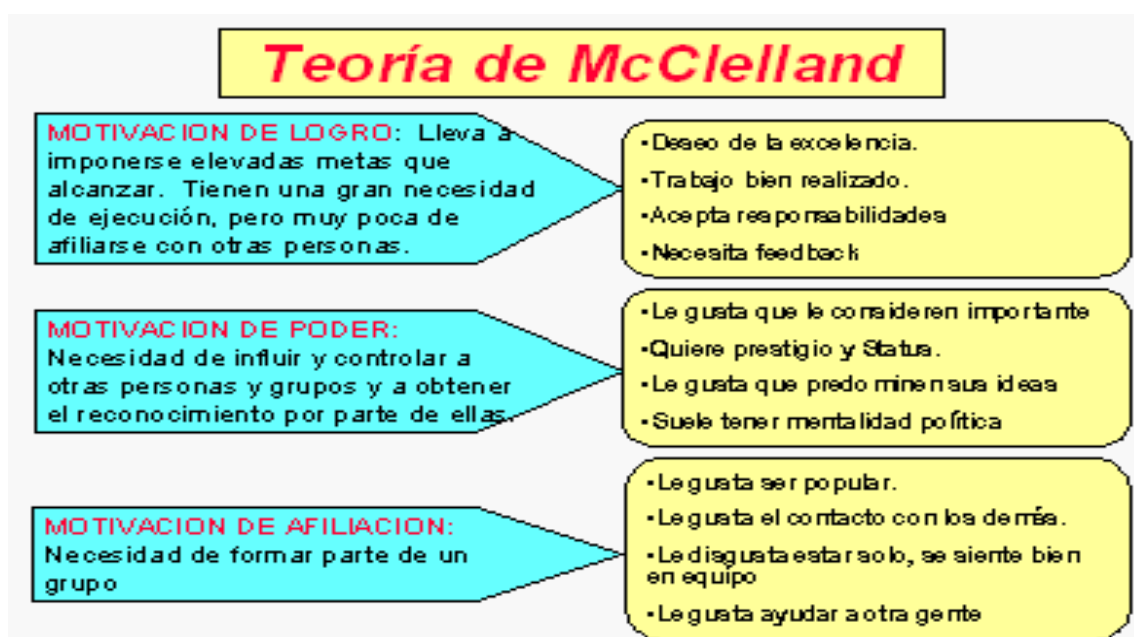 Teoría de McClelland
MOTIVACION DE LOGRO: Lleva a
imponerse elevadas metas que
alcanzar. Tienen una gran necesidad
de ejecución, pero muy poca de
afiliarse con otras personas.
•Deseo de la excelencia.
•Trabajo bien realizado.
•Acepta responsabilidades
•Necesita feedback
MOTIVACION DE PODER:
Necesidad de influir y controlar a
otras personas y grupos y a obtener
el reconocimiento por parte de ellas.
•Le gusta que le consideren importante
•Quiere prestigio y Status.
•Le gusta que predominen sus ideas
•Suele tener mentalidad política
MOTIVACION DE AFILIACION:
Necesidad de formar parte de un
grupo
•Le gusta ser popular.
•Le gusta el contacto con los demás.
•Le disgusta estar solo, se siente bien
en equipo
•Le gusta ayudar a otra gente